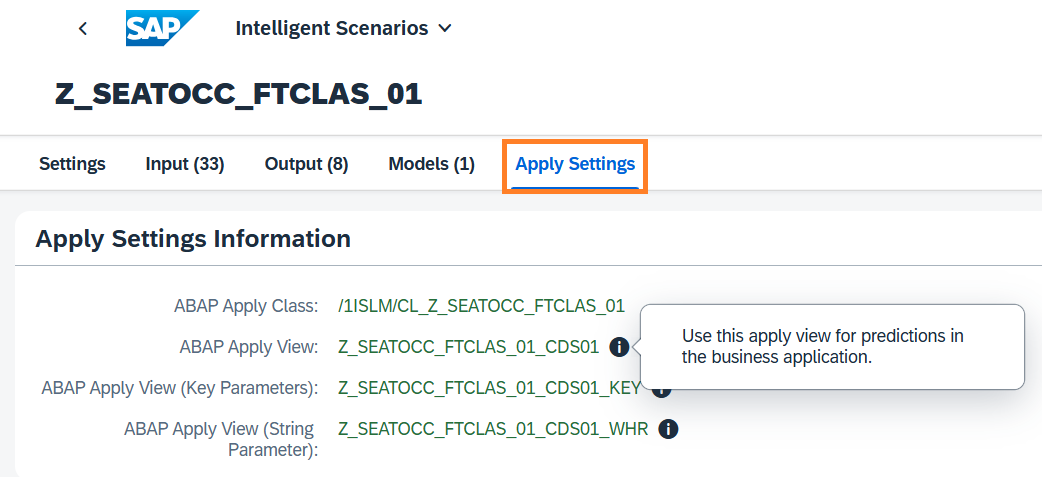 SAP Intelligent Scenarios
Z_SEATOCC_FTCLAS_01
Settings Input (33) Output (8) Models (1) Apply Settings
Apply Settings Information
ABAP Apply Class: /1ISLM/CL_Z_SEATOCC_FTCLAS_01
ABAP Apply View: Z_SEATOCC_FTCLAS_01_CDS01
Use this apply view for predictions in
the business application.
ABAP Apply View (Key Parameters): Z_SEATOCC_FTCLAS_01_CDS01_KEY
ABAP Apply View (String Z_SEATOCC_FTCLAS_01_CDS01_WHR
Parameter):